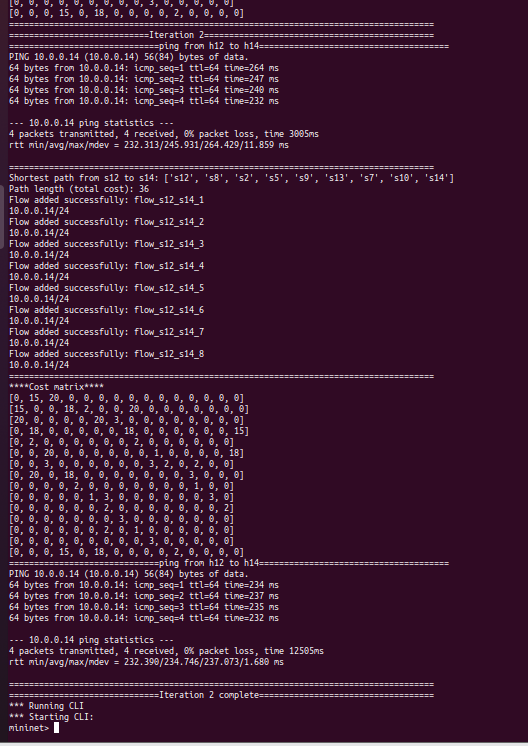 [0, 0, 0, 0, 0, 0, 0, 0, 0, 3, 0, 0, 0, 0, 0]
[0, 0, 0, 15, 0, 18, 0, 0, 0, 0, 2, 0, 0, 0, 0]
=====================================================================================
============================Iteration 2==============================================
==============================ping from h12 to h14======================================
PING 10.0.0.14 (10.0.0.14) 56(84) bytes of data.
64 bytes from 10.0.0.14: icmp_seq=1 ttl=64 time=264 ms
64 bytes from 10.0.0.14: icmp_seq=2 ttl=64 time=247 ms
64 bytes from 10.0.0.14: icmp_seq=3 ttl=64 time=240 ms
64 bytes from 10.0.0.14: icmp_seq=4 ttl=64 time=232 ms
--- 10.0.0.14 ping statistics ---
4 packets transmitted, 4 received, 0% packet loss, time 3005ms
rtt min/avg/max/mdev = 232.313/245.931/264.429/11.859 ms
=====================================================================================
Shortest path from s12 to s14: ['s12', 's8', 's2', 's5', 's9', 's13', 's7', 's10', 's14']
Path length (total cost): 36
Flow added successfully: flow_s12_s14_1
10.0.0.14/24
Flow added successfully: flow_s12_s14_2
10.0.0.14/24
Flow added successfully: flow_s12_s14_3
10.0.0.14/24
Flow added successfully: flow_s12_s14_4
10.0.0.14/24
Flow added successfully: flow_s12_s14_5
10.0.0.14/24
Flow added successfully: flow_s12_s14_6
10.0.0.14/24
Flow added successfully: flow_s12_s14_7
10.0.0.14/24
Flow added successfully: flow_s12_s14_8
10.0.0.14/24
=====================================================================================
****Cost matrix****
[0, 15, 20, 0, 0, 0, 0, 0, 0, 0, 0, 0, 0, 0, 0]
[15, 0, 0, 18, 2, 0, 0, 20, 0, 0, 0, 0, 0, 0, 0]
[20, 0, 0, 0, 0, 20, 3, 0, 0, 0, 0, 0, 0, 0, 0]
[0, 18, 0, 0, 0, 0, 0, 18, 0, 0, 0, 0, 0, 0, 15]
[0, 2, 0, 0, 0, 0, 0, 0, 2, 0, 0, 0, 0, 0, 0]
[0, 0, 20, 0, 0, 0, 0, 0, 0, 1, 0, 0, 0, 0, 18]
[0, 0, 3, 0, 0, 0, 0, 0, 0, 3, 2, 0, 2, 0, 0]
[0, 20, 0, 18, 0, 0, 0, 0, 0, 0, 0, 3, 0, 0, 0]
[0, 0, 0, 0, 2, 0, 0, 0, 0, 0, 0, 0, 1, 0, 0]
[0, 0, 0, 0, 0, 1, 3, 0, 0, 0, 0, 0, 0, 3, 0]
[0, 0, 0, 0, 0, 0, 2, 0, 0, 0, 0, 0, 0, 0, 2]
[0, 0, 0, 0, 0, 0, 0, 3, 0, 0, 0, 0, 0, 0, 0]
[0, 0, 0, 0, 0, 0, 2, 0, 1, 0, 0, 0, 0, 0, 0]
[0, 0, 0, 0, 0, 0, 0, 0, 0, 3, 0, 0, 0, 0, 0]
[0, 0, 0, 15, 0, 18, 0, 0, 0, 0, 2, 0, 0, 0, 0]
==============================ping from h12 to h14======================================
PING 10.0.0.14 (10.0.0.14) 56(84) bytes of data.
64 bytes from 10.0.0.14: icmp_seq=1 ttl=64 time=234 ms
64 bytes from 10.0.0.14: icmp_seq=2 ttl=64 time=237 ms
64 bytes from 10.0.0.14: icmp_seq=3 ttl=64 time=235 ms
64 bytes from 10.0.0.14: icmp_seq=4 ttl=64 time=232 ms
--- 10.0.0.14 ping statistics ---
4 packets transmitted, 4 received, 0% packet loss, time 12505ms
rtt min/avg/max/mdev = 232.390/234.746/237.073/1.680 ms
=====================================================================================
==============================Iteration 2 complete===================================
*** Running CLI
*** Starting CLI:
mininet>